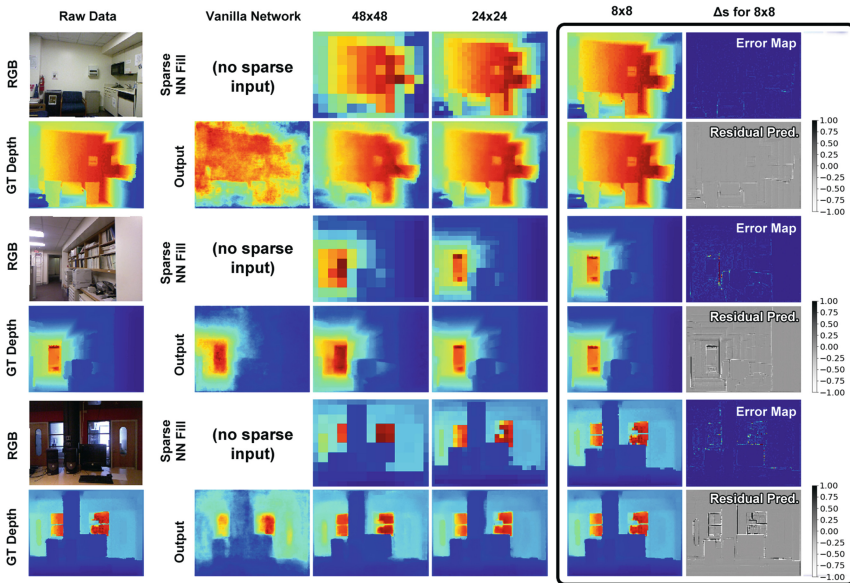 Raw Data Vanilla Network 48x48 24x24 8x8 Δs for 8x8
RGB
Sparse
NN Fill
(no sparse
input)
Error Map
GT Depth
Output
Residual Pred.
1.00
0.75
0.50
0.25
0.00
−0.25
−0.50
−0.75
−1.00
RGB
Sparse
NN Fill
(no sparse
input)
Error Map
GT Depth
Output
Residual Pred.
1.00
0.75
0.50
0.25
0.00
−0.25
−0.50
−0.75
−1.00
RGB
Sparse
NN Fill
(no sparse
input)
Error Map
GT Depth
Output
Residual Pred.
1.00
0.75
0.50
0.25
0.00
−0.25
−0.50
−0.75
−1.00